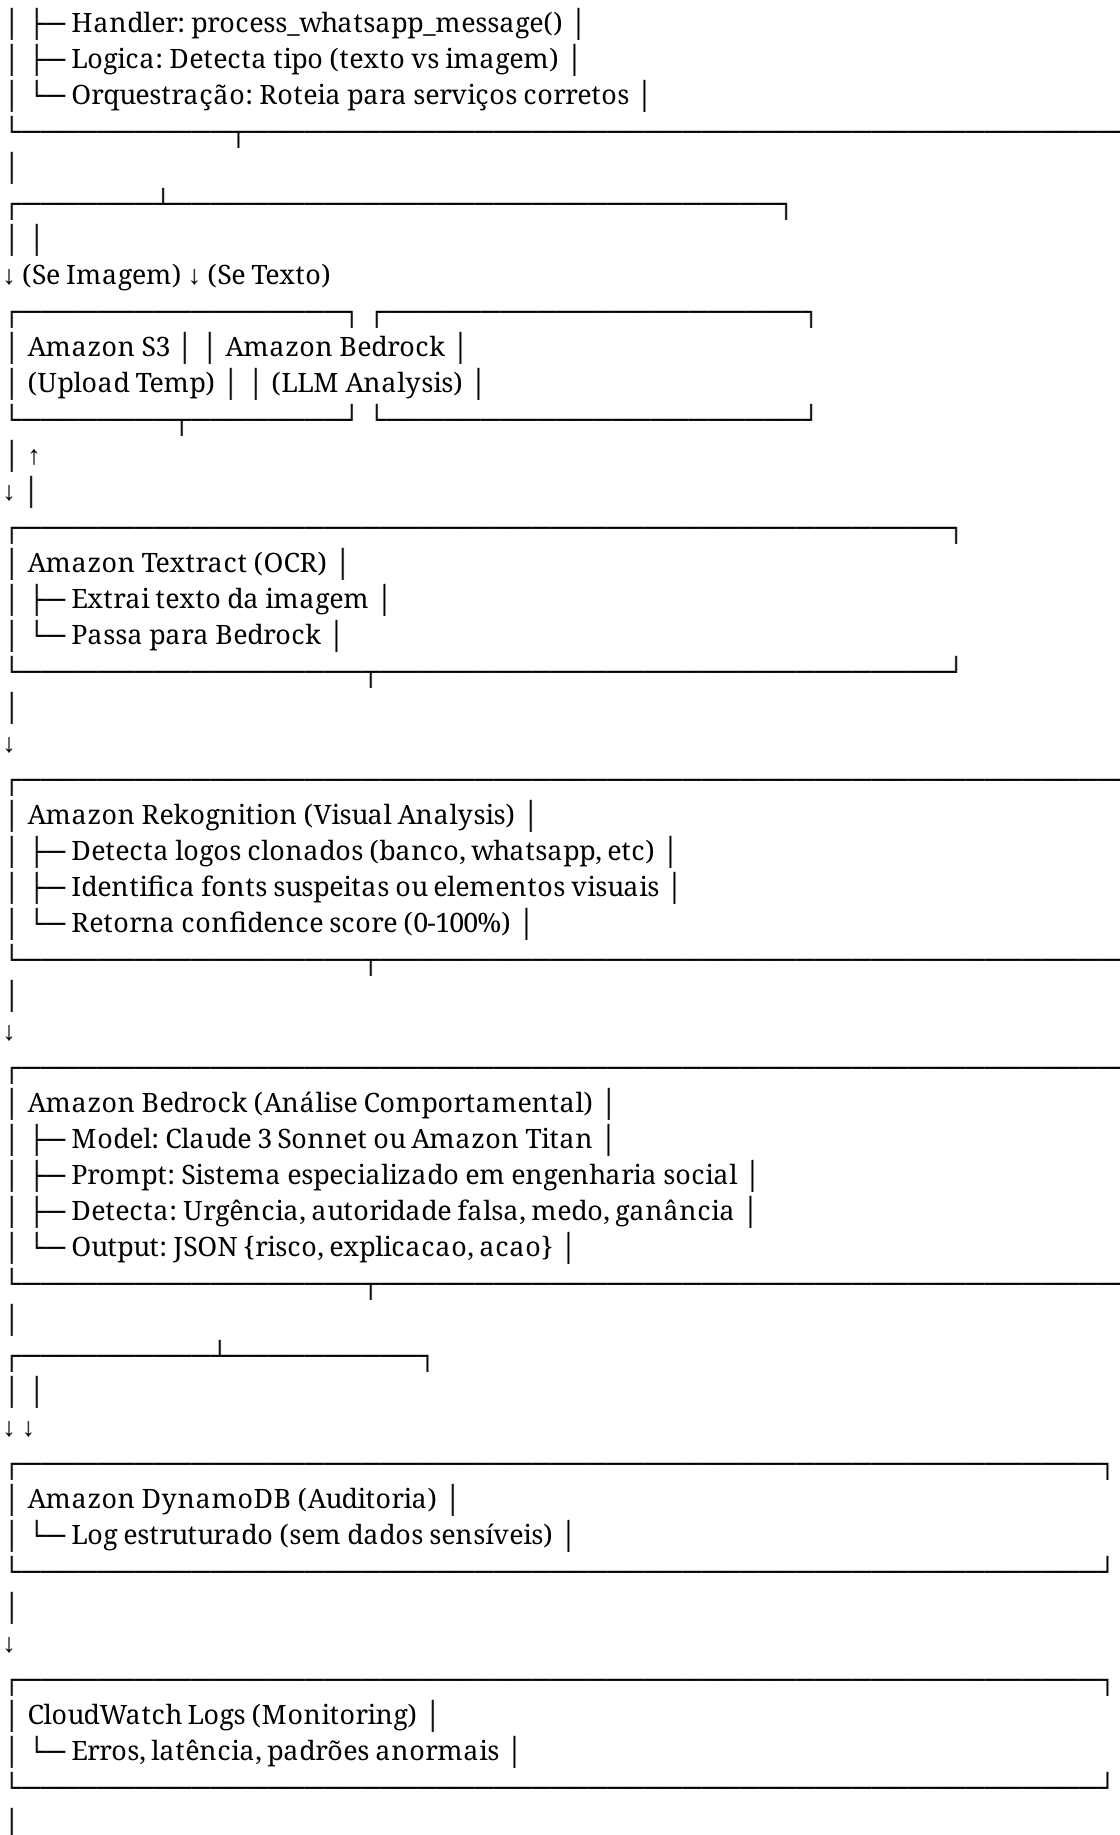 │ ├─ Handler: process_whatsapp_message() │
│ ├─ Logica: Detecta tipo (texto vs imagem) │
│ └─ Orquestração: Roteia para serviços corretos │
↓ (Se Imagem) ↓ (Se Texto)
│ Amazon S3 │ │ Amazon Bedrock │
│ (Upload Temp) │ │ (LLM Analysis) │
│ ↑
↓ │
│ Amazon Textract (OCR) │
│ ├─ Extrai texto da imagem │
│ └─ Passa para Bedrock │
│
↓
│ Amazon Rekognition (Visual Analysis) │
│ ├─ Detecta logos clonados (banco, whatsapp, etc) │
│ ├─ Identifica fonts suspeitas ou elementos visuais │
│ └─ Retorna confidence score (0-100%) │
│
↓
│ Amazon Bedrock (Análise Comportamental) │
│ ├─ Model: Claude 3 Sonnet ou Amazon Titan │
│ ├─ Prompt: Sistema especializado em engenharia social │
│ ├─ Detecta: Urgência, autoridade falsa, medo, ganância │
│ └─ Output: JSON {risco, explicacao, acao} │
│
│ │
↓ ↓
│ Amazon DynamoDB (Auditoria) │
│ └─ Log estruturado (sem dados sensíveis) │
│
↓
│ CloudWatch Logs (Monitoring) │
│ └─ Erros, latência, padrões anormais │
│